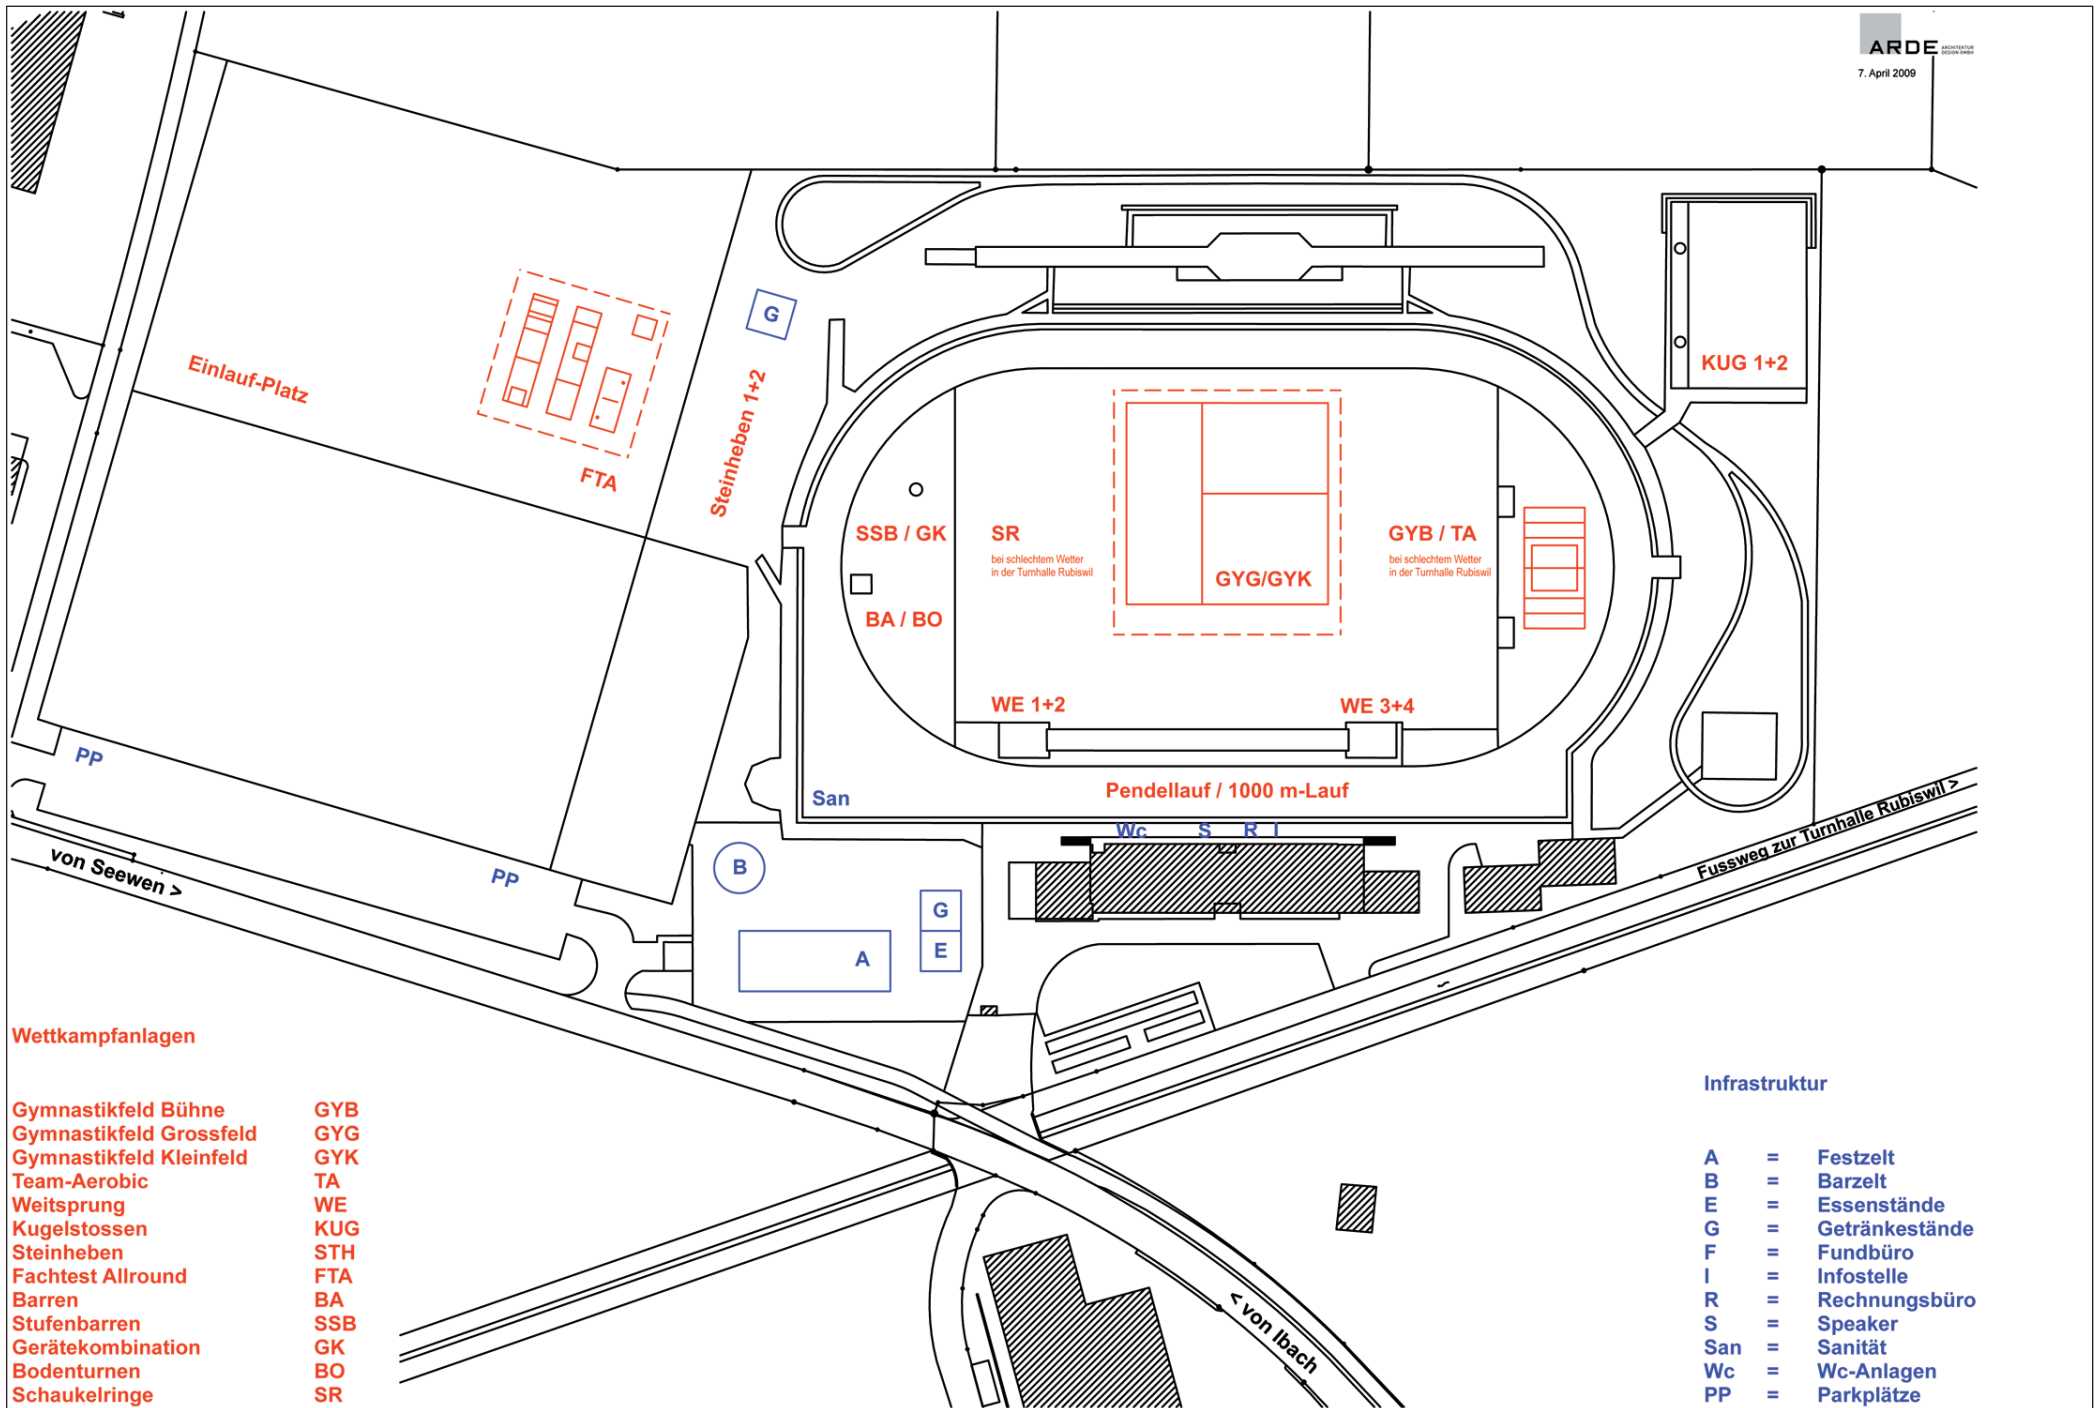 ARDE ARCHITEKTUR
DESIGN GMBH
7. April 2009
G
KUG 1+2
Einlauf-Platz
Steinheben 1+2
FTA
SSB / GK
SR
GYB / TA
bei schlechtem Wetter
in der Turnhalle Rubiswil
bei schlechtem Wetter
in der Turnhalle Rubiswil
GYG/GYK
BA / BO
WE 1+2
WE 3+4
PP
San
Pendellauf / 1000 m-Lauf
Wc S R I
Fussweg zur Turnhalle Rubiswil >
von Seewen >
PP
B
G
E
A
< von Ibach
Wettkampfanlagen
Gymnastikfeld Bühne GYB
Gymnastikfeld Grossfeld GYG
Gymnastikfeld Kleinfeld GYK
Team-Aerobic TA
Weitsprung WE
Kugelstossen KUG
Steinheben STH
Fachtest Allround FTA
Barren BA
Stufenbarren SSB
Gerätekombination GK
Bodenturnen BO
Schaukelringe SR
Infrastruktur
A = Festzelt
B = Barzelt
E = Essenstände
G = Getränkestände
F = Fundbüro
I = Infostelle
R = Rechnungsbüro
S = Speaker
San = Sanität
Wc = Wc-Anlagen
PP = Parkplätze